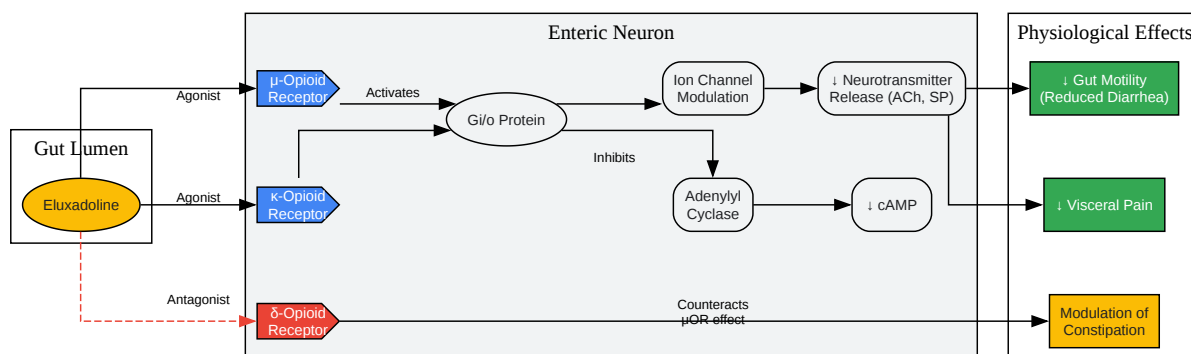 Enteric Neuron
Physiological Effects
μ-Opioid
Receptor
Agonist
Activates
Gi/o Protein
Ion Channel
Modulation
↓ Neurotransmitter
Release (ACh, SP)
↓ Gut Motility
(Reduced Diarrhea)
Gut Lumen
Eluxadoline
Agonist
κ-Opioid
Receptor
Inhibits
Adenylyl
Cyclase
↓ cAMP
↓ Visceral Pain
Antagonist
δ-Opioid
Receptor
Counteracts
μOR effect
Modulation of
Constipation